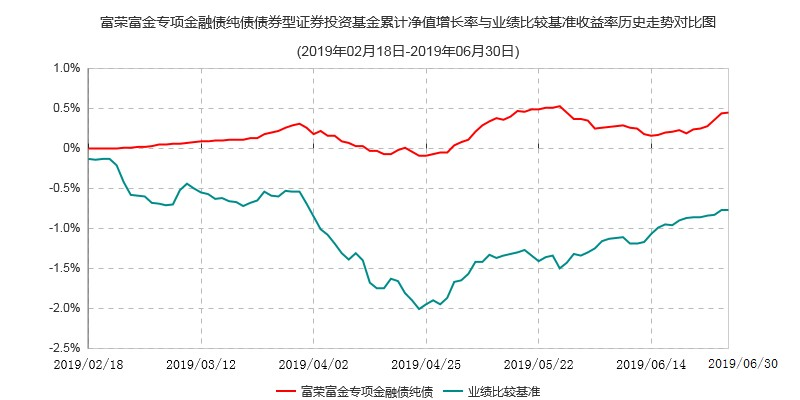 富荣富金专项金融债纯债债券型证券投资基金累计净值增长率与业绩比较基准收益率历史走势对比图
(2019年02月18日-2019年06月30日)
1.0%
0.5%
0%
-0.5%
-1.0%
-1.5%
-2.0%
-2.5%
2019/02/18 2019/03/12 2019/04/02 2019/04/25 2019/05/22 2019/06/14 2019/06/30
富荣富金专项金融债纯债 业绩比较基准